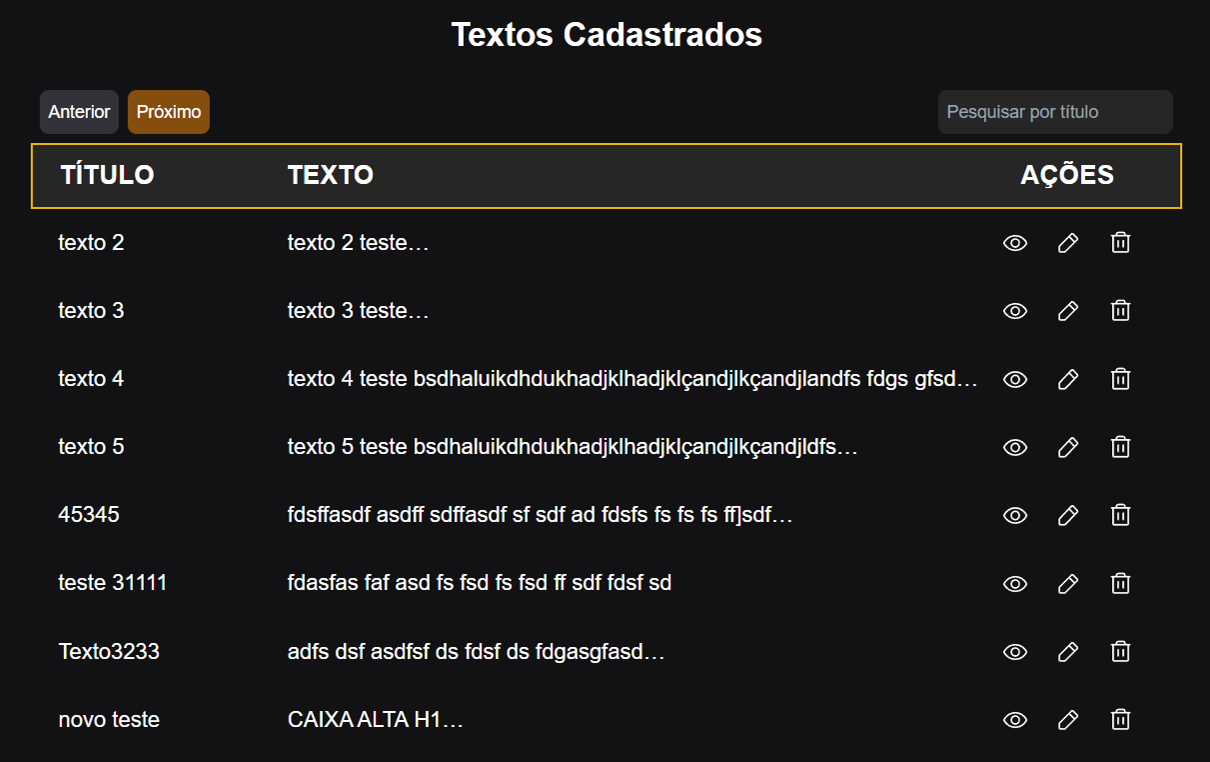 Textos Cadastrados
Anterior Próximo Pesquisar por título
TÍTULO TEXTO AÇÕES
texto 2 texto 2 teste…
texto 3 texto 3 teste…
texto 4 texto 4 teste bsdhaluikdhdukhadjklhadjklçandjlkçandjlandfs fdgs gfsd…
texto 5 texto 5 teste bsdhaluikdhdukhadjklhadjklçandjlkçandjldfs…
45345 fdsffasdf asdff sdffasdf sf sdf ad fdsfs fs fs fs ff]sdf…
teste 31111 fdasfas faf asd fs fsd fs fsd ff sdf fdsf sd
Texto3233 adfs dsf asdfsf ds fdsf ds fdgasgfasd…
novo teste CAIXA ALTA H1…